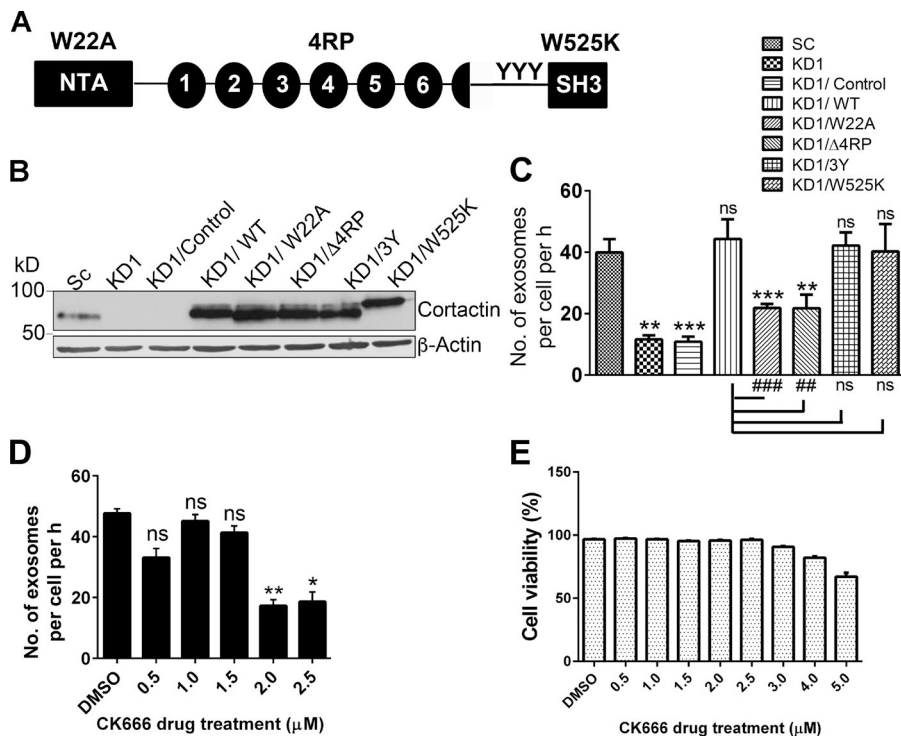 A
W22A
4RP
W525K
NTA
1
2
3
4
5
6
YYY
SH3
SC
KD1
KD1/ Control
KD1/ WT
KD1/W22A
KD1/Δ4RP
KD1/3Y
KD1/W525K
B
kD
Sc
KD1
KD1/Control
KD1/ WT
KD1/ W22A
KD1/Δ4RP
KD1/3Y
KD1/W525K
100
50
Cortactin
β-Actin
C
No. of exosomes
per cell per h
60
40
20
0
**
***
ns
***
**
ns
ns
###
##
ns
ns
D
No. of exosomes
per cell per h
60
40
20
0
ns
ns
ns
**
*
DMSO
0.5
1.0
1.5
2.0
2.5
CK666 drug treatment (μM)
E
Cell viability (%)
150
100
50
0
DMSO
0.5
1.0
1.5
2.0
2.5
3.0
4.0
5.0
CK666 drug treatment (μM)